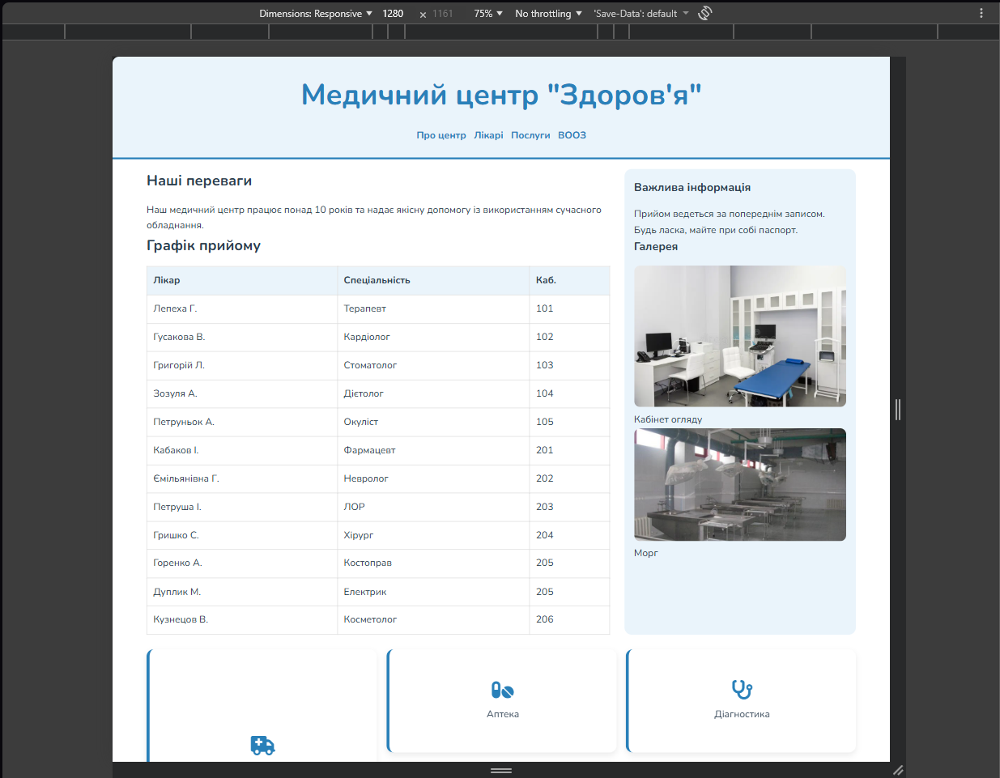 Dimensions: Responsive 1280 × 1161 75% No throttling 'Save-Data': default
Медичний центр "Здоров'я"
Про центр Лікарі Послуги ВООЗ
Наші переваги
Наш медичний центр працює понад 10 років та надає якісну допомогу із використанням сучасного
обладнання.
Графік прийому
Лікар Спеціальність Каб.
Лепеха Г. Терапевт 101
Гусакова В. Кардіолог 102
Григорій Л. Стоматолог 103
Зозуля А. Дієтолог 104
Петруньок А. Окуліст 105
Кабаков І. Фармацевт 201
Ємільянівна Г. Невролог 202
Петруша І. ЛОР 203
Гришко С. Хірург 204
Горенко А. Костоправ 205
Дуплик М. Електрик 205
Кузнецов В. Косметолог 206
Важлива інформація
Прийом ведеться за попереднім записом.
Будь ласка, майте при собі паспорт.
Галерея
Кабінет огляду
Морг
Аптека
Діагностика